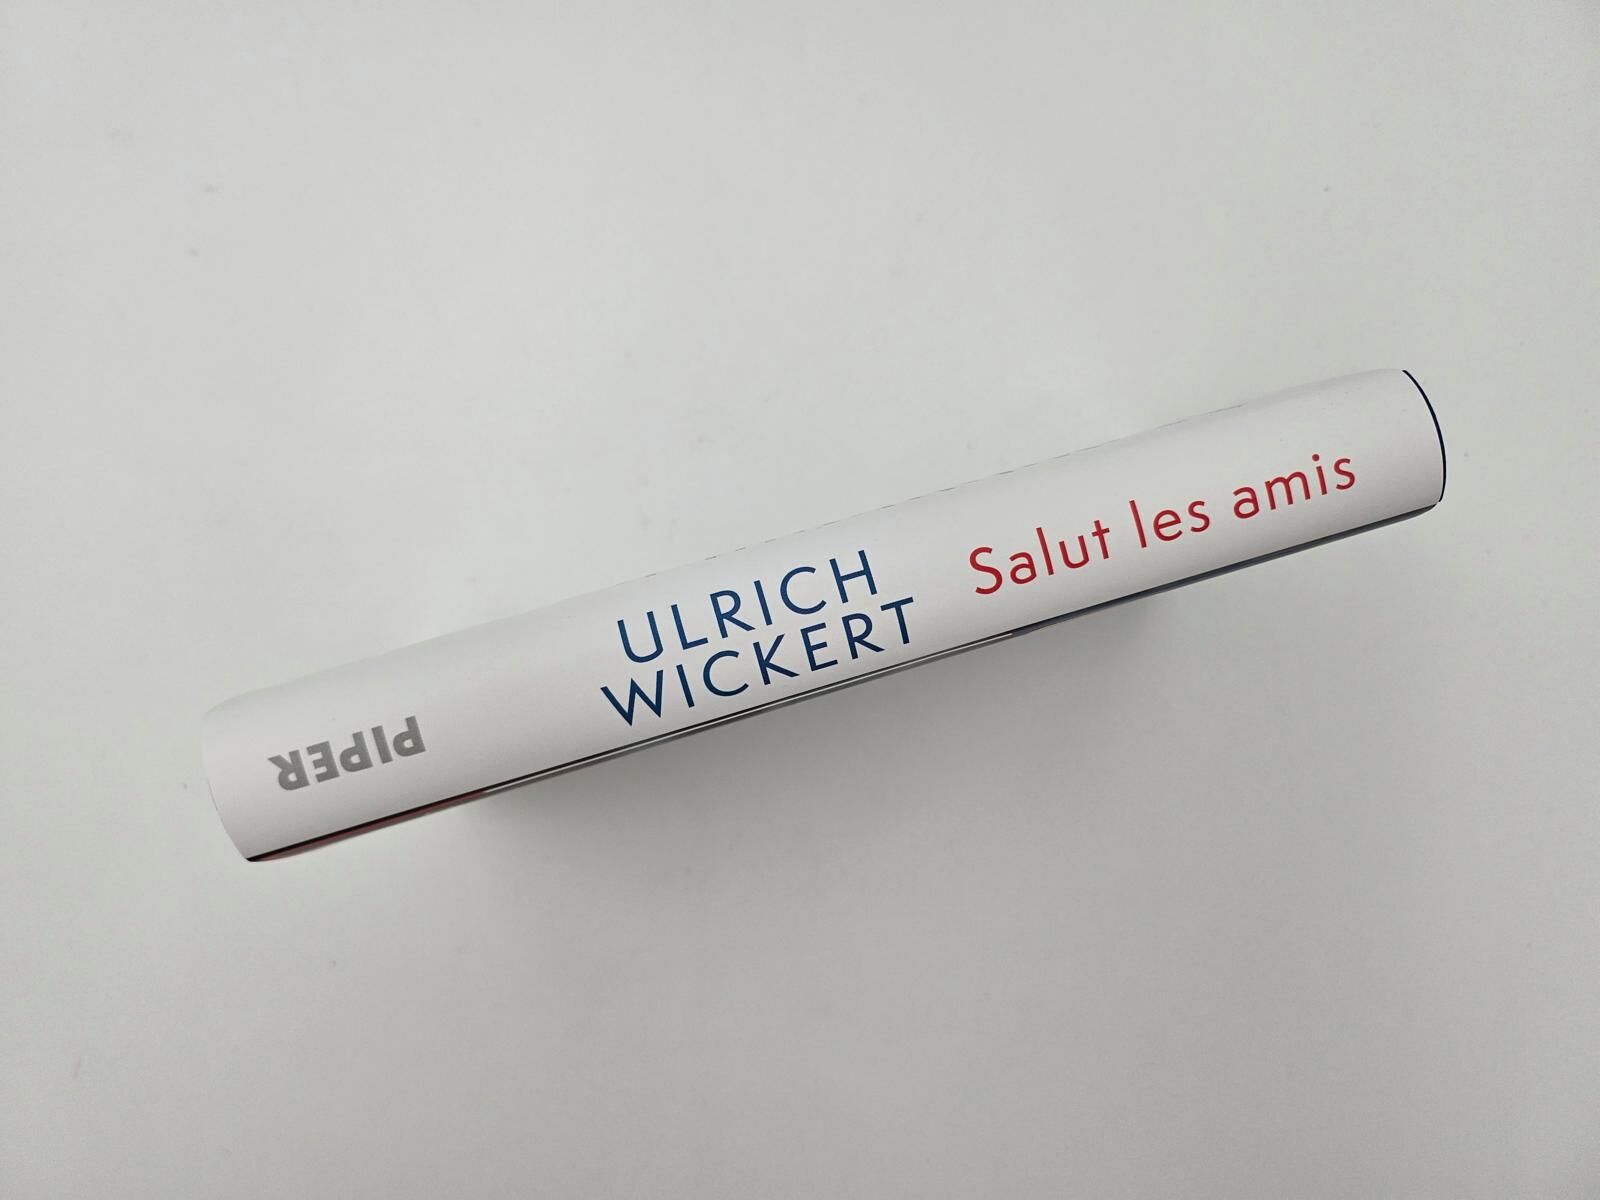 ULRICH
WICKERT
Salut les amis
PIPER